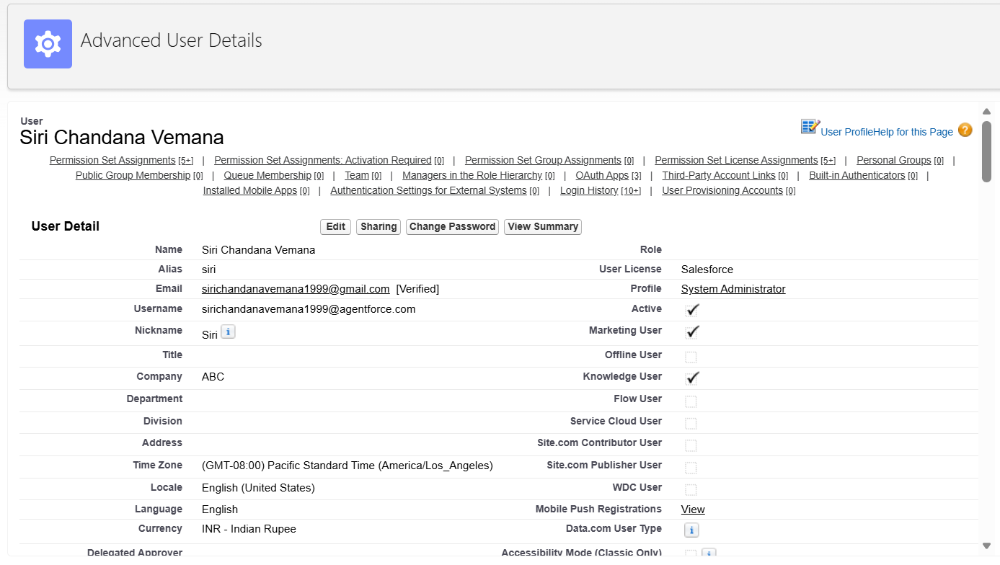 Advanced User Details
User
Siri Chandana Vemana
User ProfileHelp for this Page ?
Permission Set Assignments [5+] | Permission Set Assignments: Activation Required [0] | Permission Set Group Assignments [0] | Permission Set License Assignments [5+] | Personal Groups [0] |
Public Group Membership [0] | Queue Membership [0] | Team [0] | Managers in the Role Hierarchy [0] | OAuth Apps [3] | Third-Party Account Links [0] | Built-in Authenticators [0] |
Installed Mobile Apps [0] | Authentication Settings for External Systems [0] | Login History [10+] | User Provisioning Accounts [0]
User Detail Edit Sharing Change Password View Summary
Name Siri Chandana Vemana Role
Alias siri User License Salesforce
Email sirichandanavemana1999@gmail.com [Verified] Profile System Administrator
Username sirichandanavemana1999@agentforce.com Active
Nickname Siri i Marketing User
Title Offline User
Company ABC Knowledge User
Department Flow User
Division Service Cloud User
Address Site.com Contributor User
Time Zone (GMT-08:00) Pacific Standard Time (America/Los_Angeles) Site.com Publisher User
Locale English (United States) WDC User
Language English Mobile Push Registrations View
Currency INR - Indian Rupee Data.com User Type i
Delegated Approver Accessibility Mode (Classic Only) i